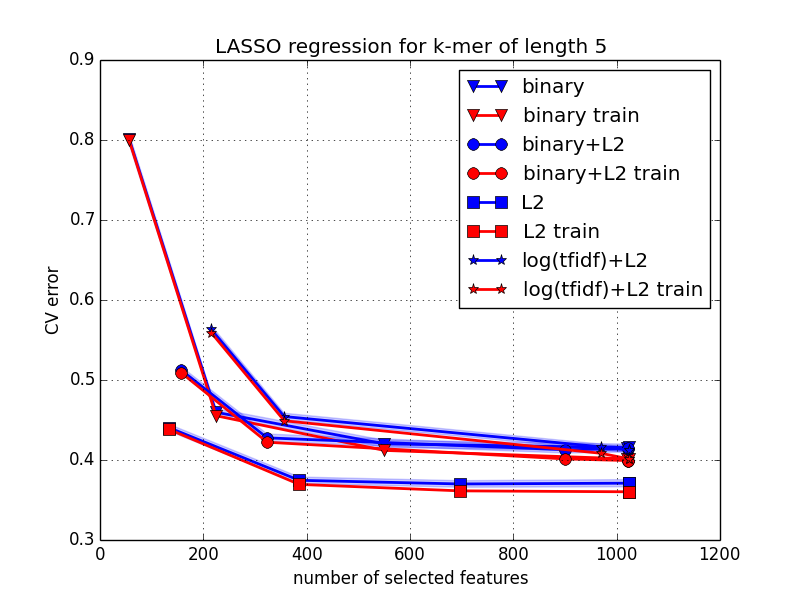 LASSO regression for k-mer of length 5
0.9
0.8
0.7
0.6
0.5
0.4
0.3
CV error
binary
binary train
binary+L2
binary+L2 train
L2
L2 train
log(tfidf)+L2
log(tfidf)+L2 train
0 200 400 600 800 1000 1200
number of selected features